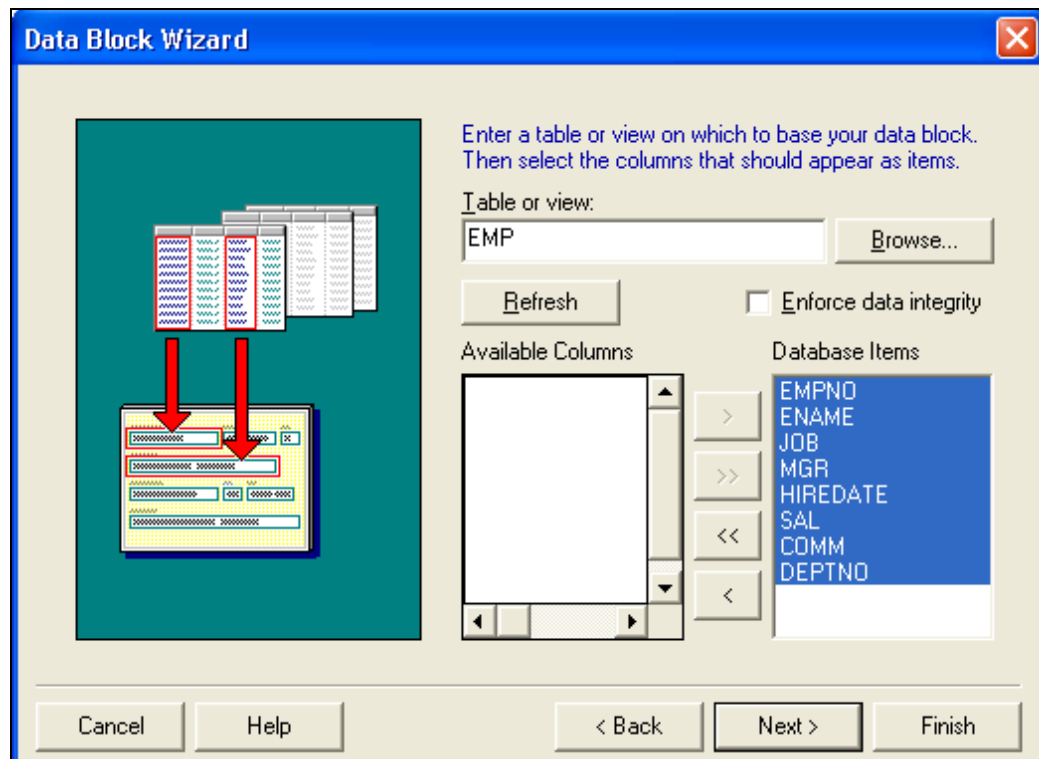 Data Block Wizard
Enter a table or view on which to base your data block.
Then select the columns that should appear as items.
Table or view:
EMP
Browse...
Refresh
Enforce data integrity
Available Columns
Database Items
EMPNO
ENAME
JOB
MGR
HIREDATE
SAL
COMM
DEPTNO
>
>>
<<
<
Cancel
Help
< Back
Next >
Finish